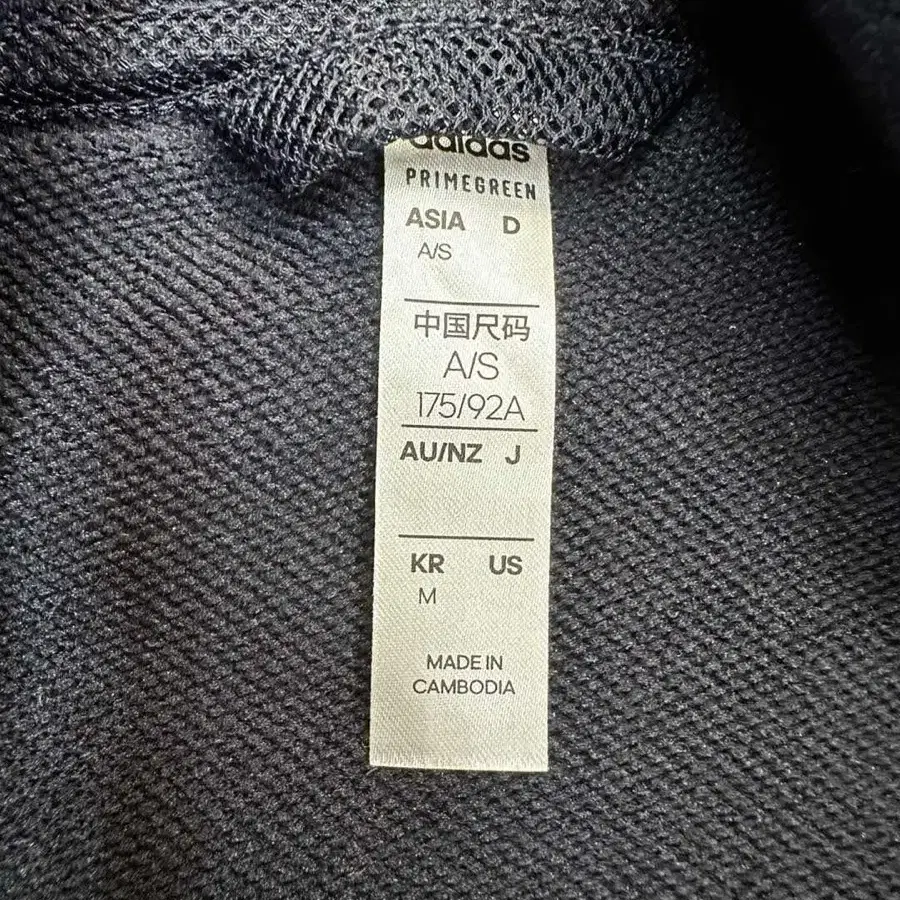 adidas
PRIMEGREEN
ASIA D
A/S
中国尺码
A/S
175/92A
AU/NZ J
KR US
M
MADE IN
CAMBODIA